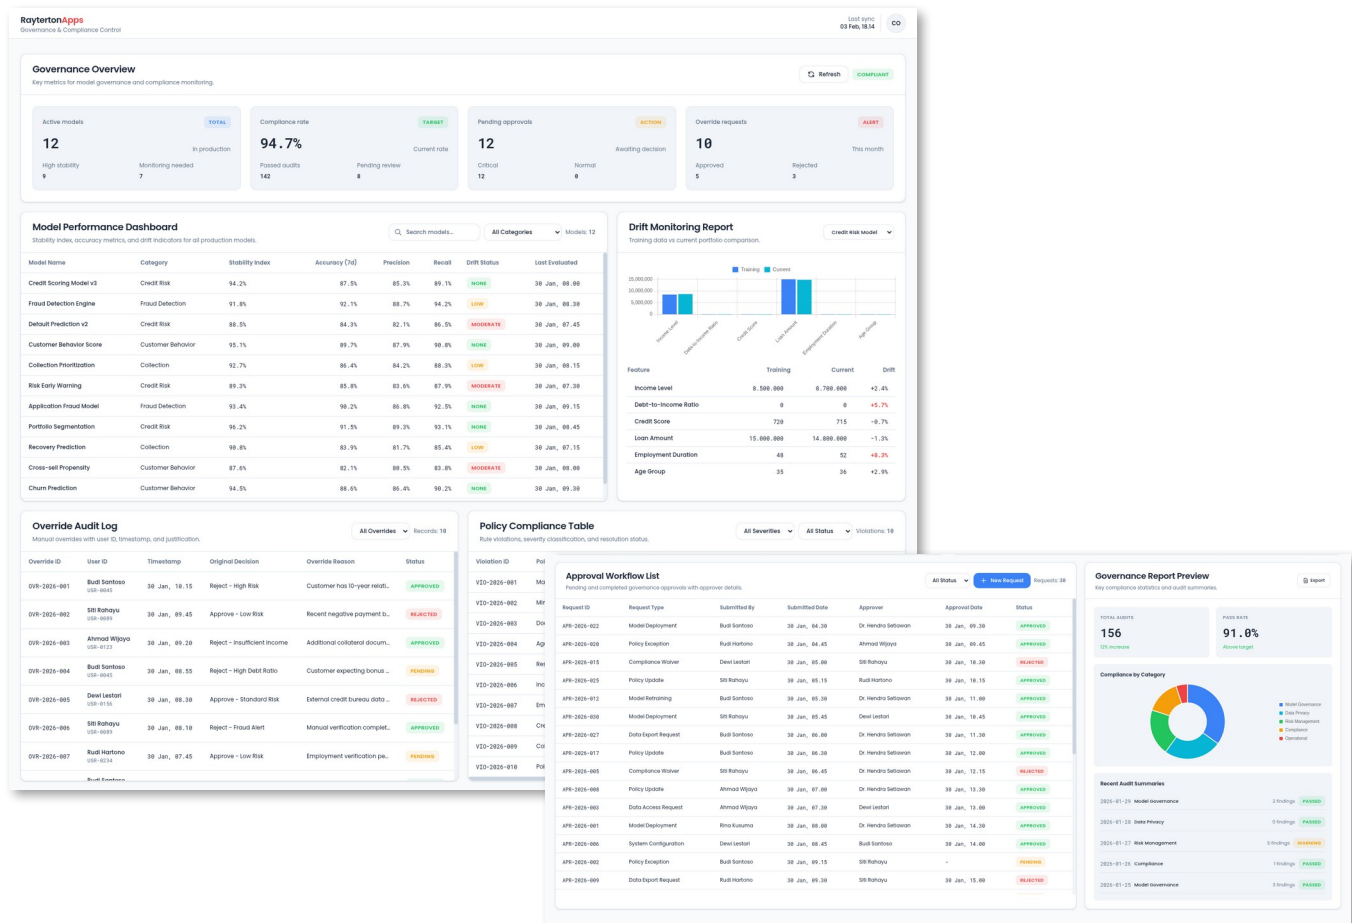 RaytertonApps
Governance & Compliance Control
Last sync
03 Feb, 18.14
CO
Governance Overview
Key metrics for model governance and compliance monitoring.
Refresh
COMPLIANT
Active models
TOTAL
12
In production
High stability
Monitoring needed
9
7
Compliance rate
TARGET
94.7%
Current rate
Passed audits
Pending review
142
8
Pending approvals
ACTION
12
Awaiting decision
Critical
Normal
12
0
Override requests
ALERT
10
This month
Approved
Rejected
5
3
Model Performance Dashboard
Stability index, accuracy metrics, and drift indicators for all production models.
Search models...
All Categories
Models: 12
Model Name Category Stability Index Accuracy (7d) Precision Recall Drift Status Last Evaluated
Credit Scoring Model v3 Credit Risk 94.2% 87.5% 85.3% 89.1% NONE 30 Jan, 08.00
Fraud Detection Engine Fraud Detection 91.8% 92.1% 88.7% 94.2% LOW 30 Jan, 08.30
Default Prediction v2 Credit Risk 88.5% 84.3% 82.1% 86.5% MODERATE 30 Jan, 07.45
Customer Behavior Score Customer Behavior 95.1% 89.7% 87.9% 90.8% NONE 30 Jan, 09.00
Collection Prioritization Collection 92.7% 86.4% 84.2% 88.3% LOW 30 Jan, 08.15
Risk Early Warning Credit Risk 89.3% 85.8% 83.6% 87.9% MODERATE 30 Jan, 07.30
Application Fraud Model Fraud Detection 93.4% 90.2% 86.8% 92.5% NONE 30 Jan, 09.15
Portfolio Segmentation Credit Risk 96.2% 91.5% 89.3% 93.1% NONE 30 Jan, 08.45
Recovery Prediction Collection 90.8% 83.9% 81.7% 85.4% LOW 30 Jan, 07.15
Cross-sell Propensity Customer Behavior 87.6% 82.1% 80.5% 83.8% MODERATE 30 Jan, 08.00
Churn Prediction Customer Behavior 94.5% 88.6% 86.4% 90.2% NONE 30 Jan, 09.30
Drift Monitoring Report
Training data vs current portfolio comparison.
Credit Risk Model
Training Current
15,000,000
10,000,000
5,000,000
0
Income Level
Debt-to-Income Ratio
Credit Score
Loan Amount
Employment Duration
Age Group
Feature Training Current Drift
Income Level 8.500.000 8.700.000 +2.4%
Debt-to-Income Ratio 0 0 +5.7%
Credit Score 720 715 -0.7%
Loan Amount 15.000.000 14.800.000 -1.3%
Employment Duration 48 52 +8.3%
Age Group 35 36 +2.9%
Override Audit Log
Manual overrides with user ID, timestamp, and justification.
All Overrides
Records: 10
Override ID User ID Timestamp Original Decision Override Reason Status
OVR-2026-001 Budi Santoso USR-0045 30 Jan, 10.15 Reject - High Risk Customer has 10-year relati... APPROVED
OVR-2026-002 Siti Rahayu USR-0089 30 Jan, 09.45 Approve - Low Risk Recent negative payment b... REJECTED
OVR-2026-003 Ahmad Wijaya USR-0123 30 Jan, 09.20 Reject - Insufficient Income Additional collateral docum... APPROVED
OVR-2026-004 Budi Santoso USR-0045 30 Jan, 08.55 Reject - High Debt Ratio Customer expecting bonus ... PENDING
OVR-2026-005 Dewi Lestari USR-0156 30 Jan, 08.30 Approve - Standard Risk External credit bureau data ... REJECTED
OVR-2026-006 Siti Rahayu USR-0089 30 Jan, 08.10 Reject - Fraud Alert Manual verification complet... APPROVED
OVR-2026-007 Rudi Hartono USR-0234 30 Jan, 07.45 Approve - Low Risk Employment verification pe... PENDING
Budi Santoso
Policy Compliance Table
Rule violations, severity classification, and resolution status.
All Severities
All Status
Violations: 10
Violation ID Pol
VIO-2026-001 Ma
VIO-2026-002 Min
VIO-2026-003 Do
VIO-2026-004 Ag
VIO-2026-005 Re
VIO-2026-006 Inc
VIO-2026-007 Em
VIO-2026-008 Cre
VIO-2026-009 Col
VIO-2026-010 Pol
Approval Workflow List
Pending and completed governance approvals with approver details.
All Status
+ New Request
Requests: 30
Request ID Request Type Submitted By Submitted Date Approver Approval Date Status
APR-2026-022 Model Deployment Budi Santoso 30 Jan, 04.30 Dr. Hendra Setiawan 30 Jan, 09.30 APPROVED
APR-2026-020 Policy Exception Rudi Hartono 30 Jan, 04.45 Ahmad Wijaya 30 Jan, 09.45 APPROVED
APR-2026-015 Compliance Waiver Dewi Lestari 30 Jan, 05.00 Siti Rahayu 30 Jan, 10.30 REJECTED
APR-2026-025 Policy Update Siti Rahayu 30 Jan, 05.15 Rudi Hartono 30 Jan, 10.15 APPROVED
APR-2026-012 Model Retraining Budi Santoso 30 Jan, 05.30 Dr. Hendra Setiawan 30 Jan, 11.00 APPROVED
APR-2026-030 Model Deployment Siti Rahayu 30 Jan, 05.45 Dewi Lestari 30 Jan, 10.45 APPROVED
APR-2026-027 Data Export Request Budi Santoso 30 Jan, 06.00 Dr. Hendra Setiawan 30 Jan, 11.30 APPROVED
APR-2026-017 Policy Update Budi Santoso 30 Jan, 06.30 Dr. Hendra Setiawan 30 Jan, 12.00 APPROVED
APR-2026-005 Compliance Waiver Siti Rahayu 30 Jan, 06.45 Dr. Hendra Setiawan 30 Jan, 12.15 REJECTED
APR-2026-008 Policy Update Ahmad Wijaya 30 Jan, 07.00 Dr. Hendra Setiawan 30 Jan, 13.30 APPROVED
APR-2026-003 Data Access Request Ahmad Wijaya 30 Jan, 07.30 Dewi Lestari 30 Jan, 13.00 APPROVED
APR-2026-001 Model Deployment Rina Kusuma 30 Jan, 08.00 Dr. Hendra Setiawan 30 Jan, 14.30 APPROVED
APR-2026-006 System Configuration Dewi Lestari 30 Jan, 08.45 Budi Santoso 30 Jan, 14.00 APPROVED
APR-2026-002 Policy Exception Budi Santoso 30 Jan, 09.15 Siti Rahayu - PENDING
APR-2026-009 Data Export Request Rudi Hartono 30 Jan, 09.30 Siti Rahayu 30 Jan, 15.00 REJECTED
Governance Report Preview
Key compliance statistics and audit summaries.
Export
TOTAL AUDITS
156
12% increase
PASS RATE
91.0%
Above target
Compliance by Category
Model Governance
Data Privacy
Risk Management
Compliance
Operational
Recent Audit Summaries
2026-01-29 Model Governance 2 findings PASSED
2026-01-28 Data Privacy 0 findings PASSED
2026-01-27 Risk Management 5 findings WARNING
2026-01-26 Compliance 1 findings PASSED
2026-01-25 Model Governance 3 findings PASSED